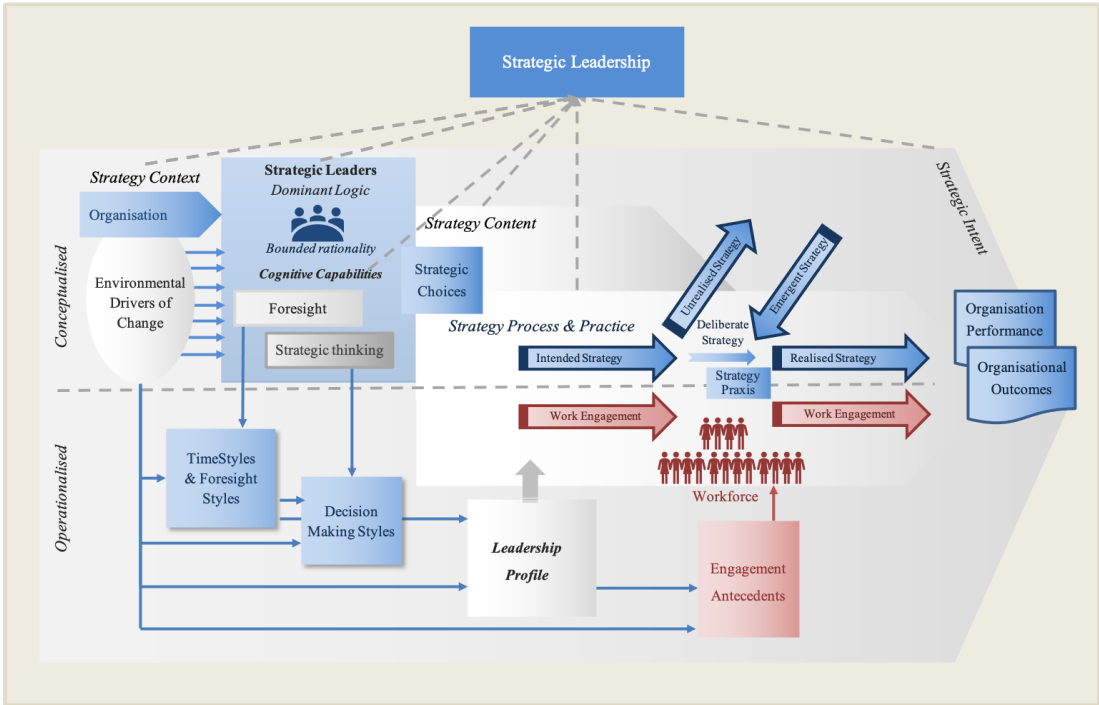 Strategic Leadership
Strategy Context
Organisation
Environmental
Drivers of
Change
Strategic Leaders
Dominant Logic
Bounded rationality
Cognitive Capabilities
Foresight
Strategic thinking
Strategy Content
Strategic
Choices
Strategy Process & Practice
Unrealised Strategy
Emergent Strategy
Deliberate
Strategy
Intended Strategy
Realised Strategy
Strategy
Praxis
Work Engagement
Work Engagement
Strategic Intent
Organisation
Performance
Organisational
Outcomes
Conceptualised
Operationalised
TimeStyles
& Foresight
Styles
Decision
Making Styles
Leadership
Profile
Workforce
Engagement
Antecedents